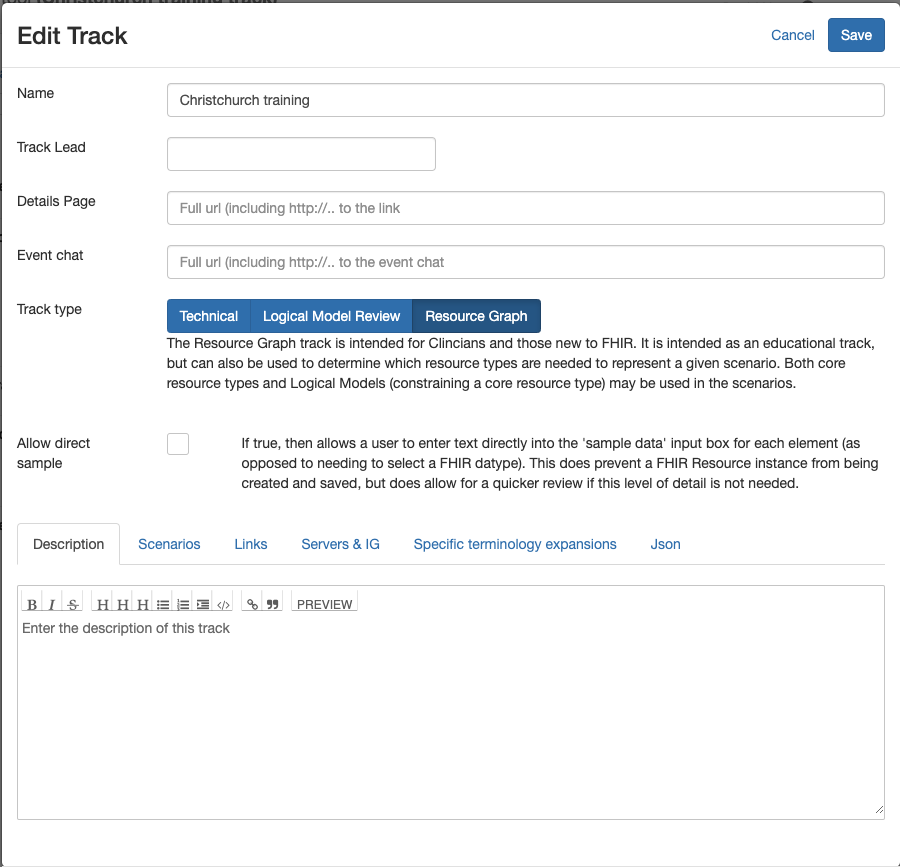 Christchurch training track!
Edit Track
Cancel
Save
Name
Christchurch training
Track Lead
Details Page
Full url (including http://.. to the link
Event chat
Full url (including http://.. to the event chat
Track type
Technical
Logical Model Review
Resource Graph
The Resource Graph track is intended for Clincians and those new to FHIR. It is intended as an educational track,
but can also be used to determine which resource types are needed to represent a given scenario. Both core
resource types and Logical Models (constraining a core resource type) may be used in the scenarios.
Allow direct
sample
If true, then allows a user to enter text directly into the 'sample data' input box for each element (as
opposed to needing to select a FHIR datype). This does prevent a FHIR Resource instance from being
created and saved, but does allow for a quicker review if this level of detail is not needed.
Description
Scenarios
Links
Servers & IG
Specific terminology expansions
Json
B I S H H H </> PREVIEW
Enter the description of this track